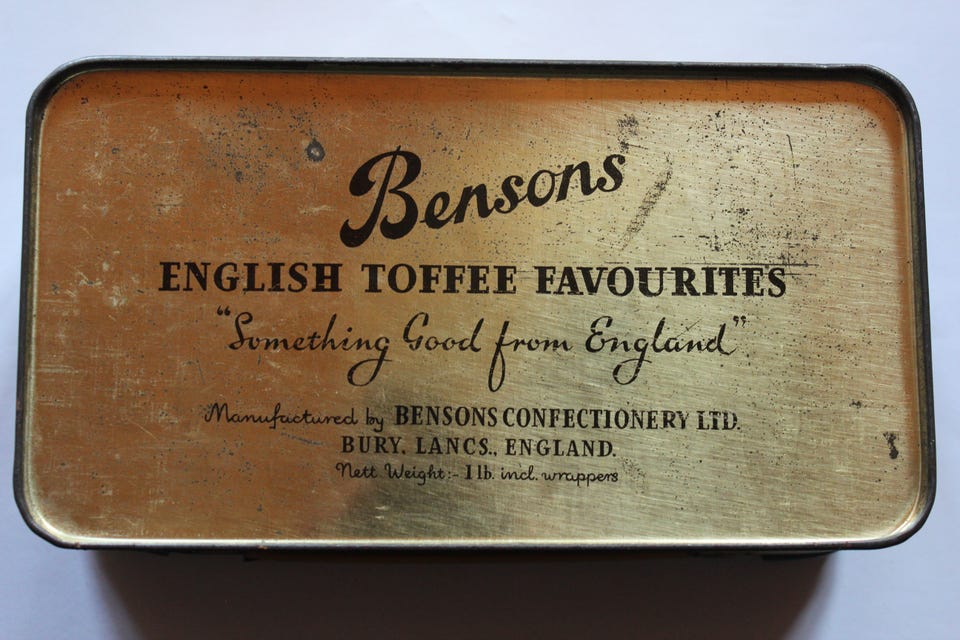 Bensons
ENGLISH TOFFEE FAVOURITES
"Something Good from England"
Manufactured by BENSONS CONFECTIONERY LTD.
BURY, LANCS., ENGLAND.
Nett. Weight:- 1 lb. incl. wrappers